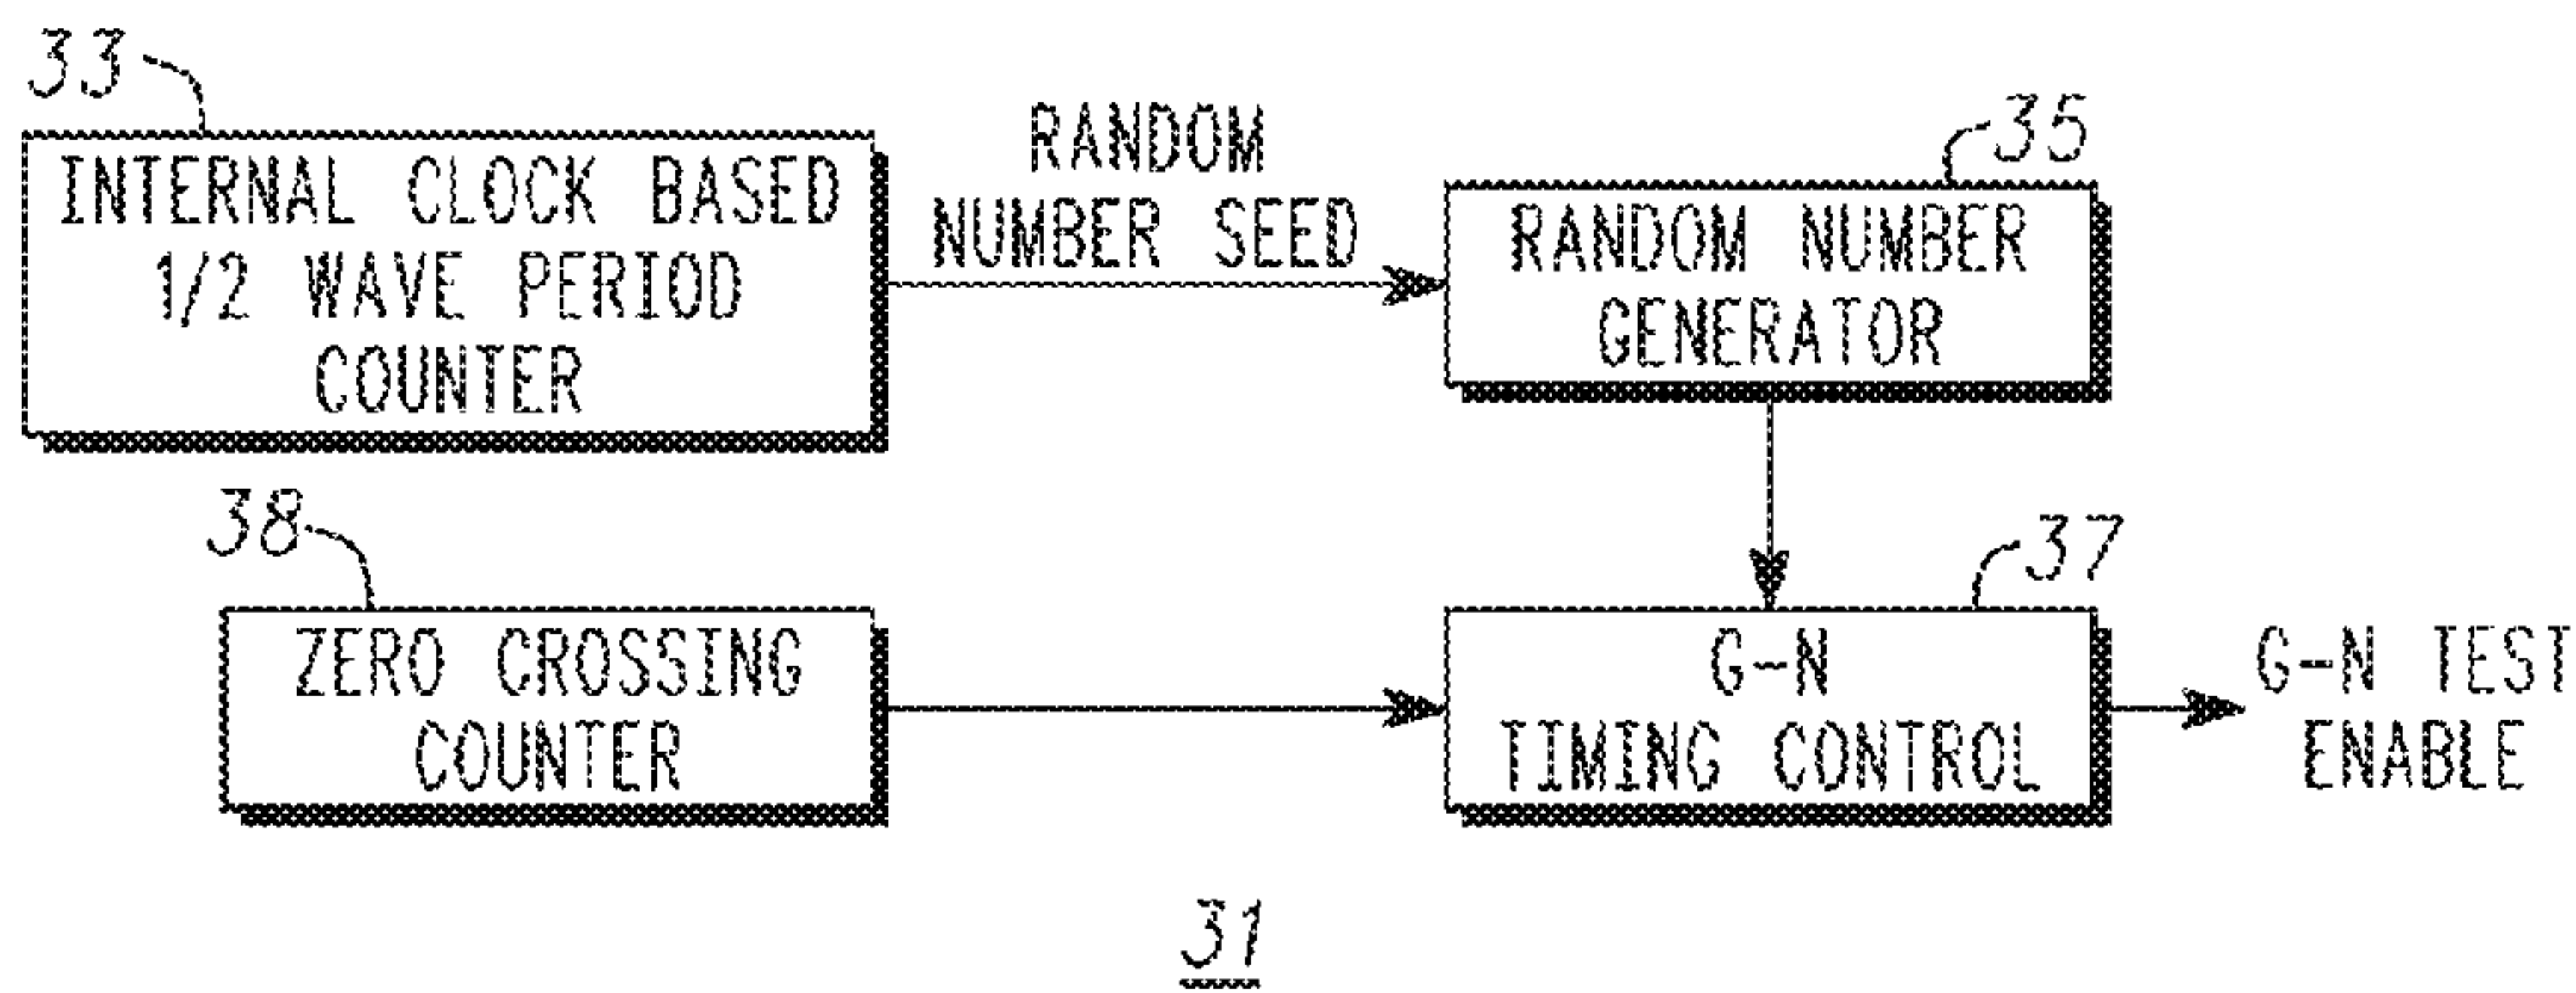 33
INTERNAL CLOCK BASED
1/2 WAVE PERIOD
COUNTER
RANDOM
NUMBER SEED
35
RANDOM NUMBER
GENERATOR
38
ZERO CROSSING
COUNTER
37
G-N
TIMING CONTROL
G-N TEST
ENABLE
31